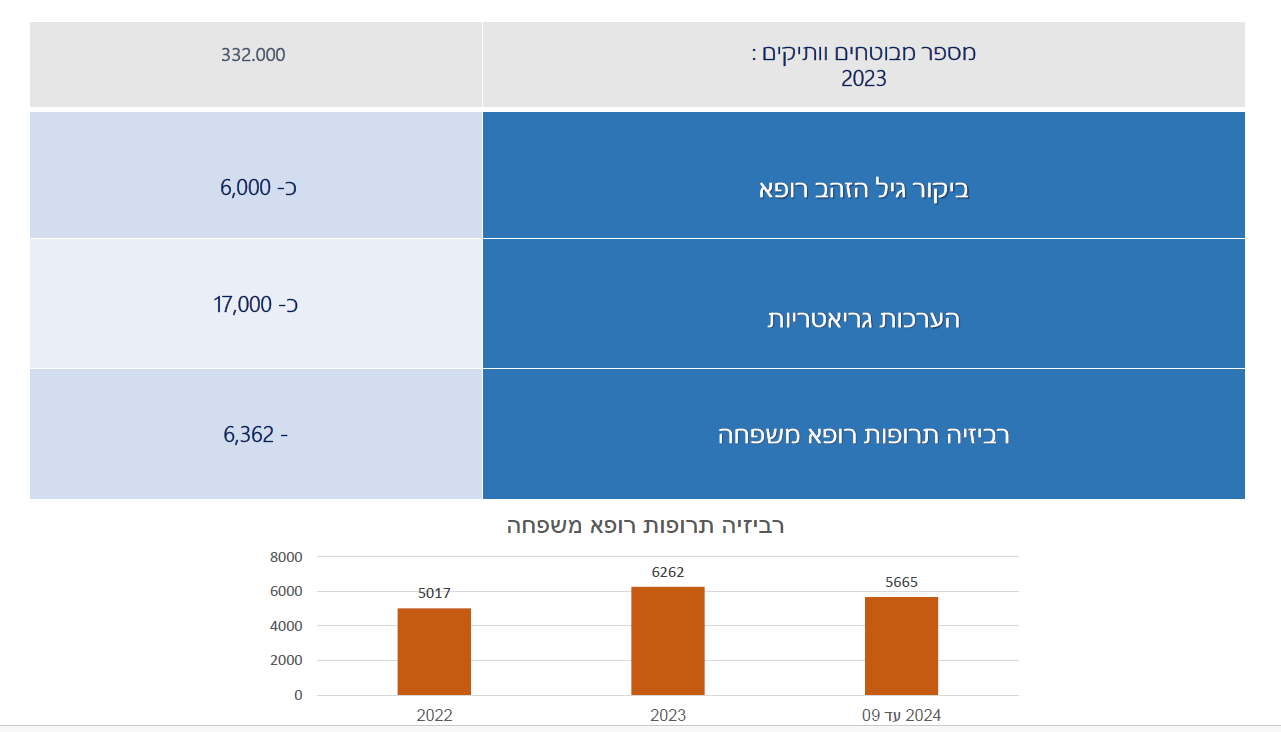 מספר מבוטחים וותיקים :
2023
332.000
ביקור גיל הזהב רופא
כ- 6,000
הערכות גריאטריות
כ- 17,000
רביזיה תרופות רופא משפחה
- 6,362
רביזיה תרופות רופא משפחה
8000
6000
4000
2000
0
5017
6262
5665
2022
2023
2024 עד 09